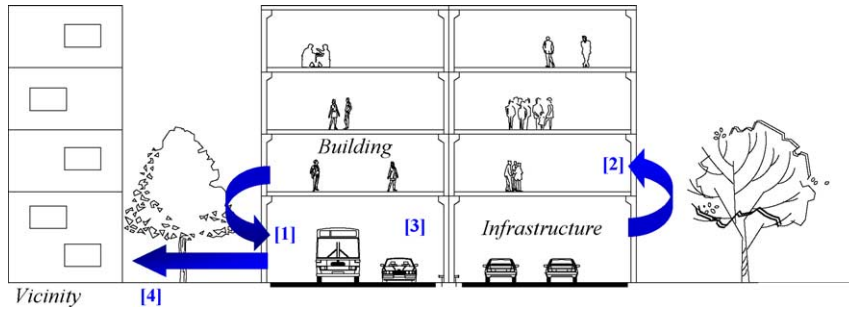 Building
[2]
[1]
[3]
Infrastructure
Vicinity
[4]